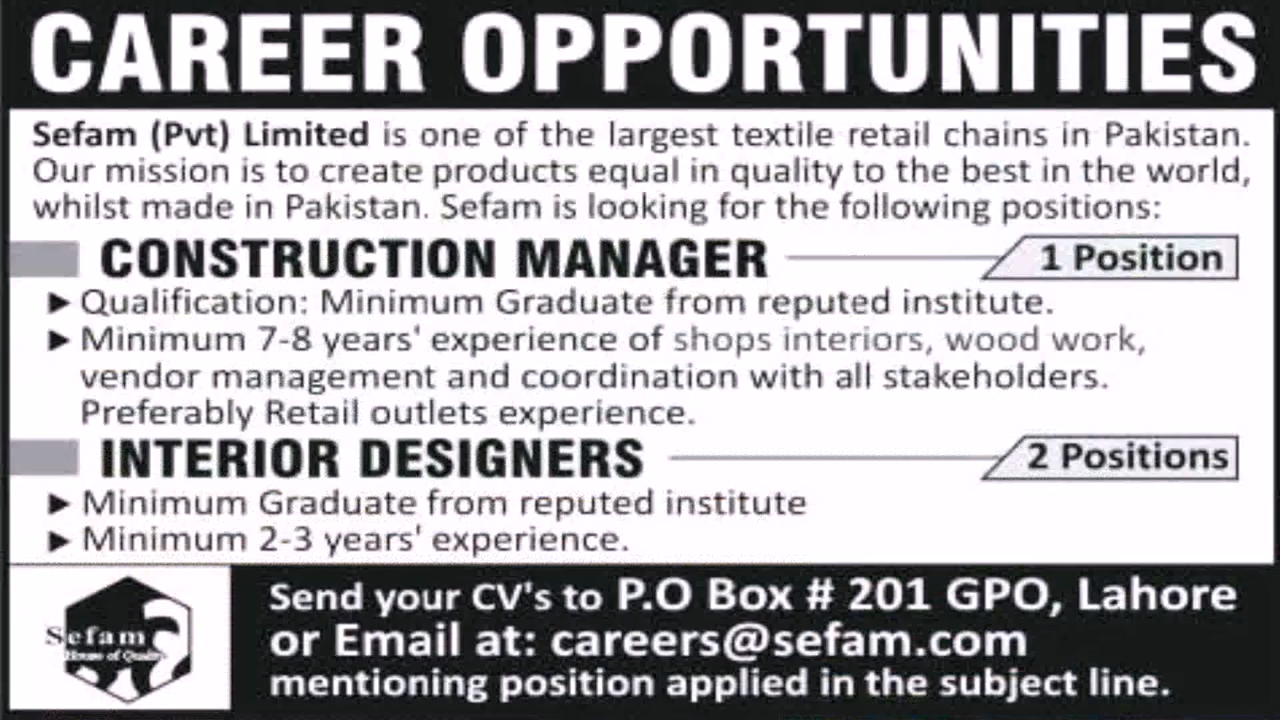 CAREER OPPORTUNITIES
Sefam (Pvt) Limited is one of the largest textile retail chains in Pakistan.
Our mission is to create products equal in quality to the best in the world,
whilst made in Pakistan. Sefam is looking for the following positions:
CONSTRUCTION MANAGER 1 Position
▶ Qualification: Minimum Graduate from reputed institute.
▶ Minimum 7-8 years' experience of shops interiors, wood work,
vendor management and coordination with all stakeholders.
Preferably Retail outlets experience.
INTERIOR DESIGNERS 2 Positions
▶ Minimum Graduate from reputed institute
▶ Minimum 2-3 years' experience.
Sefam
House of Quality
Send your CV's to P.O Box # 201 GPO, Lahore
or Email at: careers@sefam.com
mentioning position applied in the subject line.